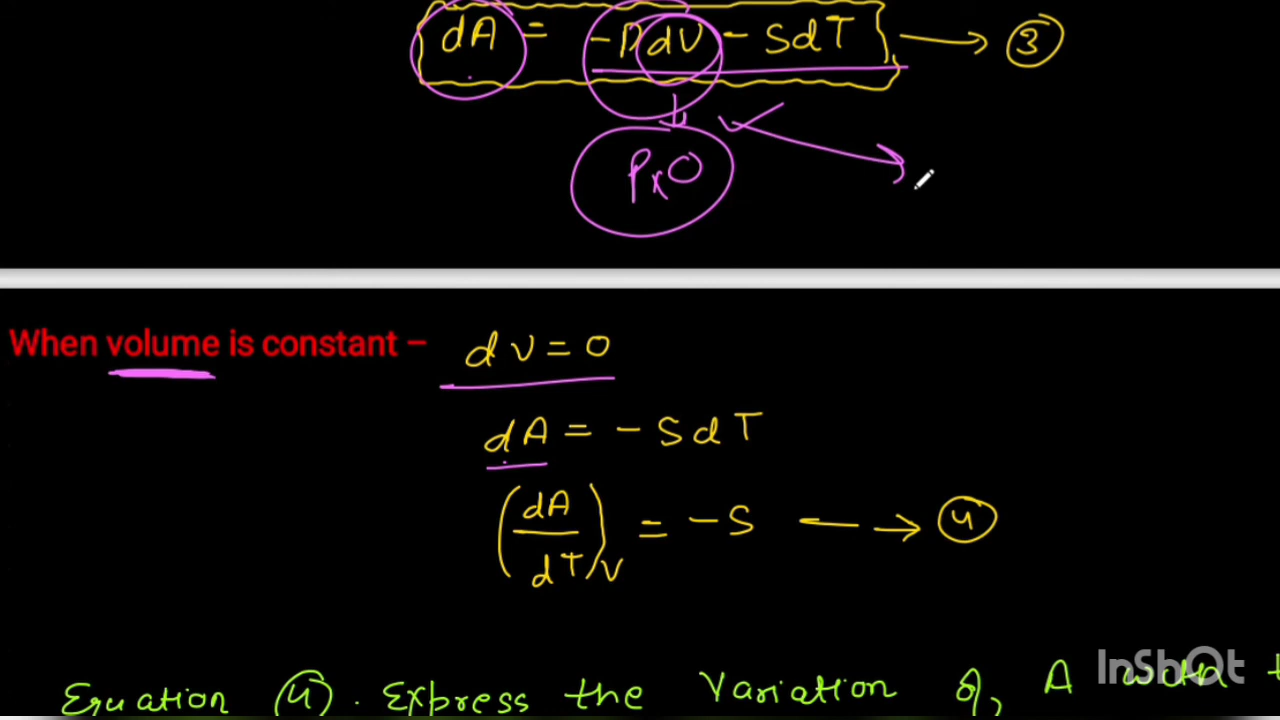 dA = -PdV - SdT → 3
P×0
When volume is constant – dv = 0
dA = - SdT
(dA/dT)V = -S → 4
InShOt
Equation 4. Express the Variation of, A with